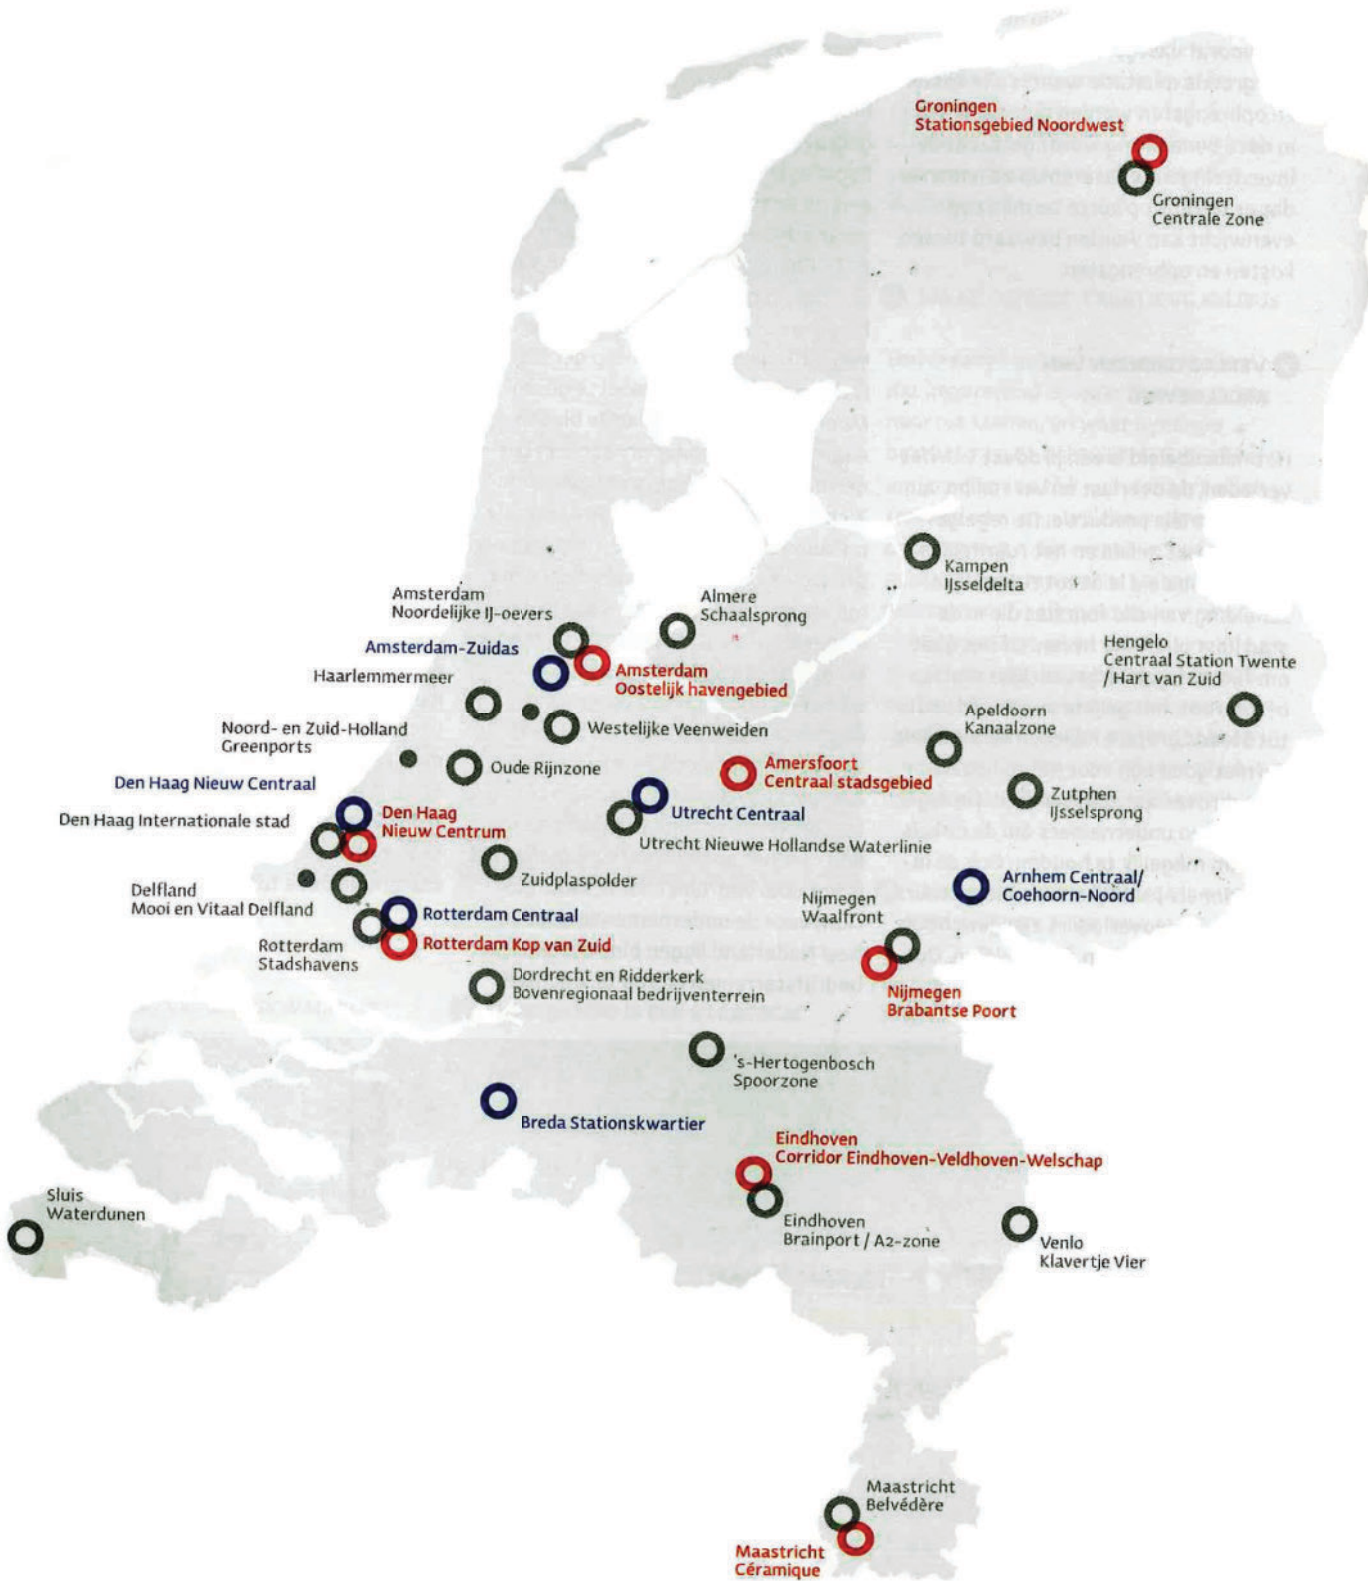 Groningen
Stationsgebied Noordwest
Groningen
Centrale Zone
Kampen
IJsseldelta
Amsterdam
Noordelijke IJ-oevers
Almere
Schaalsprong
Amsterdam-Zuidas
Amsterdam
Oostelijk havengebied
Hengelo
Centraal Station Twente
/ Hart van Zuid
Haarlemmermeer
Apeldoorn
Kanaalzone
Noord- en Zuid-Holland
Greenports
Westelijke Veenweiden
Oude Rijnzone
Amersfoort
Centraal stadsgebied
Den Haag Nieuw Centraal
Zutphen
IJsselsprong
Den Haag
Nieuw Centrum
Utrecht Centraal
Den Haag Internationale stad
Utrecht Nieuwe Hollandse Waterlinie
Zuidplaspolder
Arnhem Centraal/
Coehoorn-Noord
Delfland
Mooi en Vitaal Delfland
Nijmegen
Waalfront
Rotterdam Centraal
Rotterdam
Stadshavens
Rotterdam Kop van Zuid
Dordrecht en Ridderkerk
Bovenregionaal bedrijventerrein
Nijmegen
Brabantse Poort
's-Hertogenbosch
Spoorzone
Breda Stationskwartier
Eindhoven
Corridor Eindhoven-Veldhoven-Welschap
Sluis
Waterdunen
Eindhoven
Brainport / A2-zone
Venlo
Klavertje Vier
Maastricht
Belvédère
Maastricht
Céramique